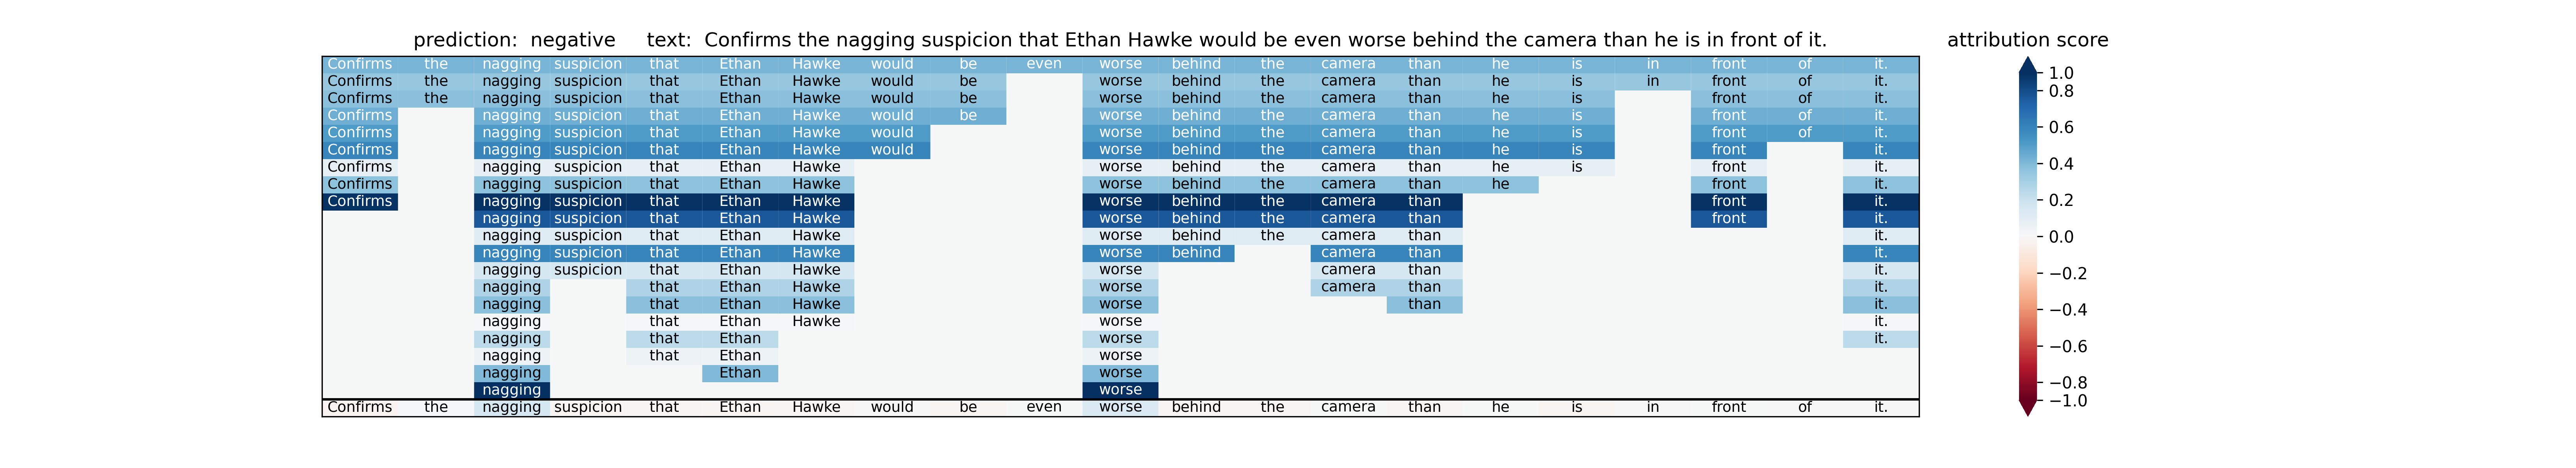 prediction: negative text: Confirms the nagging suspicion that Ethan Hawke would be even worse behind the camera than he is in front of it. attribution score
Confirms the nagging suspicion that Ethan Hawke would be even worse behind the camera than he is in front of it.
Confirms the nagging suspicion that Ethan Hawke would be worse behind the camera than he is in front of it.
Confirms the nagging suspicion that Ethan Hawke would be worse behind the camera than he is front of it.
Confirms nagging suspicion that Ethan Hawke would be worse behind the camera than he is front of it.
Confirms nagging suspicion that Ethan Hawke would worse behind the camera than he is front of it.
Confirms nagging suspicion that Ethan Hawke would worse behind the camera than he is front it.
Confirms nagging suspicion that Ethan Hawke worse behind the camera than he is front it.
Confirms nagging suspicion that Ethan Hawke worse behind the camera than he front it.
Confirms nagging suspicion that Ethan Hawke worse behind the camera than front it.
nagging suspicion that Ethan Hawke worse behind the camera than front it.
nagging suspicion that Ethan Hawke worse behind the camera than it.
nagging suspicion that Ethan Hawke worse behind camera than it.
nagging suspicion that Ethan Hawke worse camera than it.
nagging that Ethan Hawke worse camera than it.
nagging that Ethan Hawke worse than it.
nagging that Ethan Hawke worse it.
nagging that Ethan worse it.
nagging that Ethan worse
nagging Ethan worse
nagging worse
Confirms the nagging suspicion that Ethan Hawke would be even worse behind the camera than he is in front of it.
1.0
0.8
0.6
0.4
0.2
0.0
−0.2
−0.4
−0.6
−0.8
−1.0